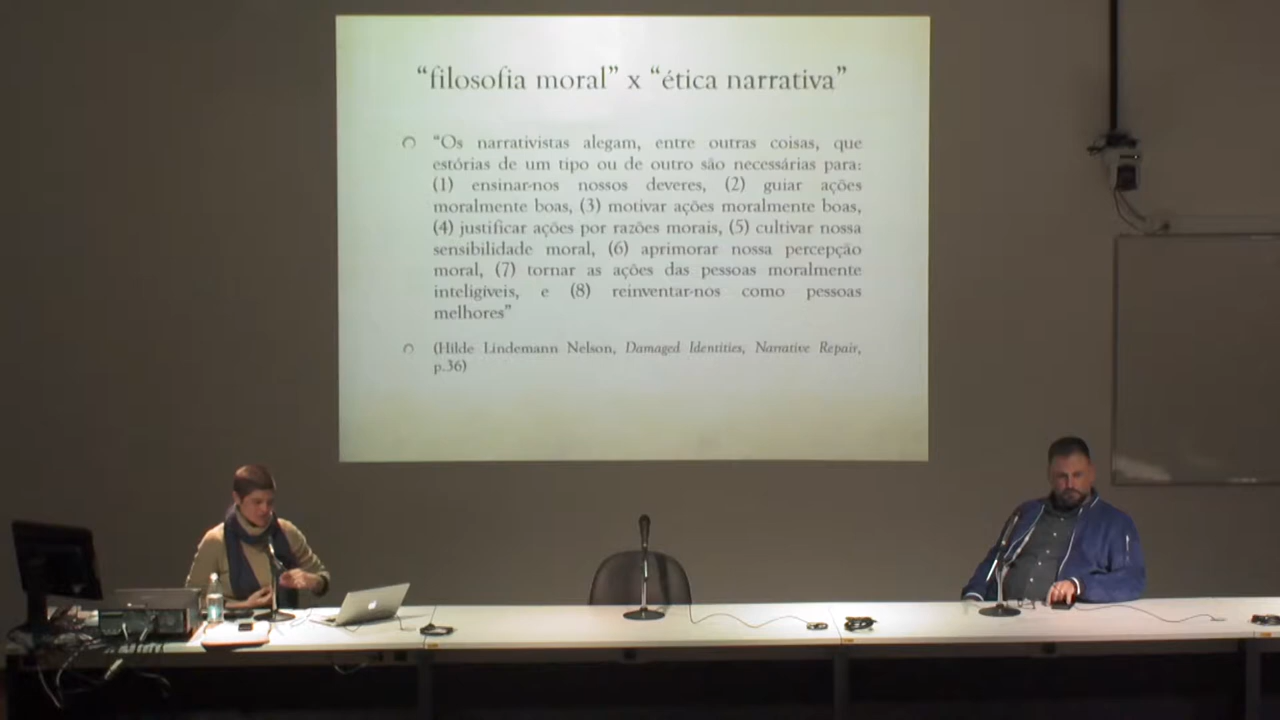 “filosofia moral” x “ética narrativa”
“Os narrativistas alegam, entre outras coisas, que
estórias de um tipo ou de outro são necessárias para:
(1) ensinar-nos nossos deveres, (2) guiar ações
moralmente boas, (3) motivar ações moralmente boas,
(4) justificar ações por razões morais, (5) cultivar nossa
sensibilidade moral, (6) aprimorar nossa percepção
moral, (7) tornar as ações das pessoas moralmente
inteligíveis, e (8) reinventar-nos como pessoas
melhores”
(Hilde Lindemann Nelson, Damaged Identities, Narrative Repair,
p.36)